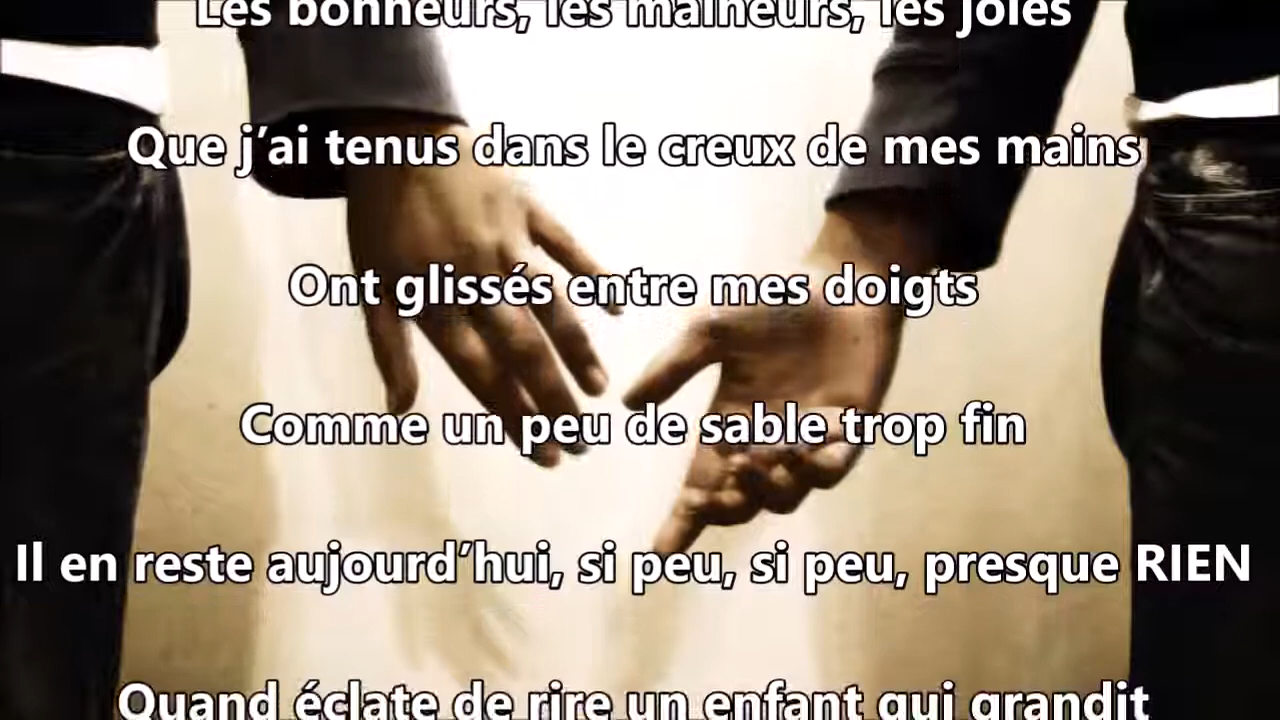 Les bonheurs, les malheurs, les joies
Que j’ai tenus dans le creux de mes mains
Ont glissés entre mes doigts
Comme un peu de sable trop fin
Il en reste aujourd’hui, si peu, si peu, presque RIEN
Quand éclate de rire un enfant qui grandit